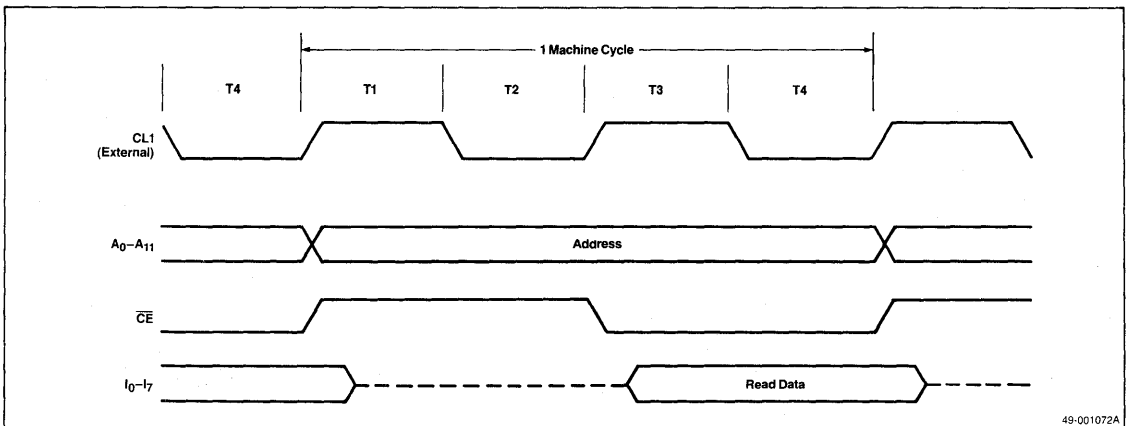 1 Machine Cycle
T4 T1 T2 T3 T4
CL1
(External)
A0–A11 Address
C̅E̅
I0–I7 Read Data
49-001072A